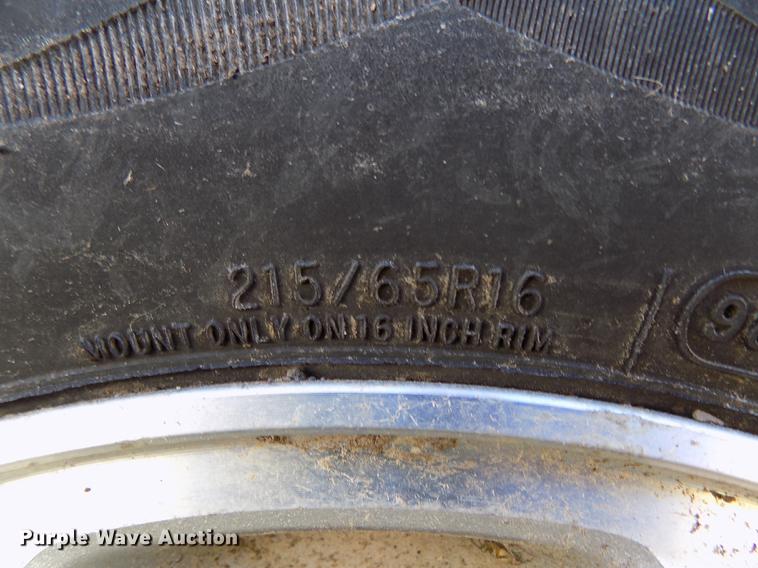 215/65R16
MOUNT ONLY ON 16 INCH RIM
Purple Wave Auction